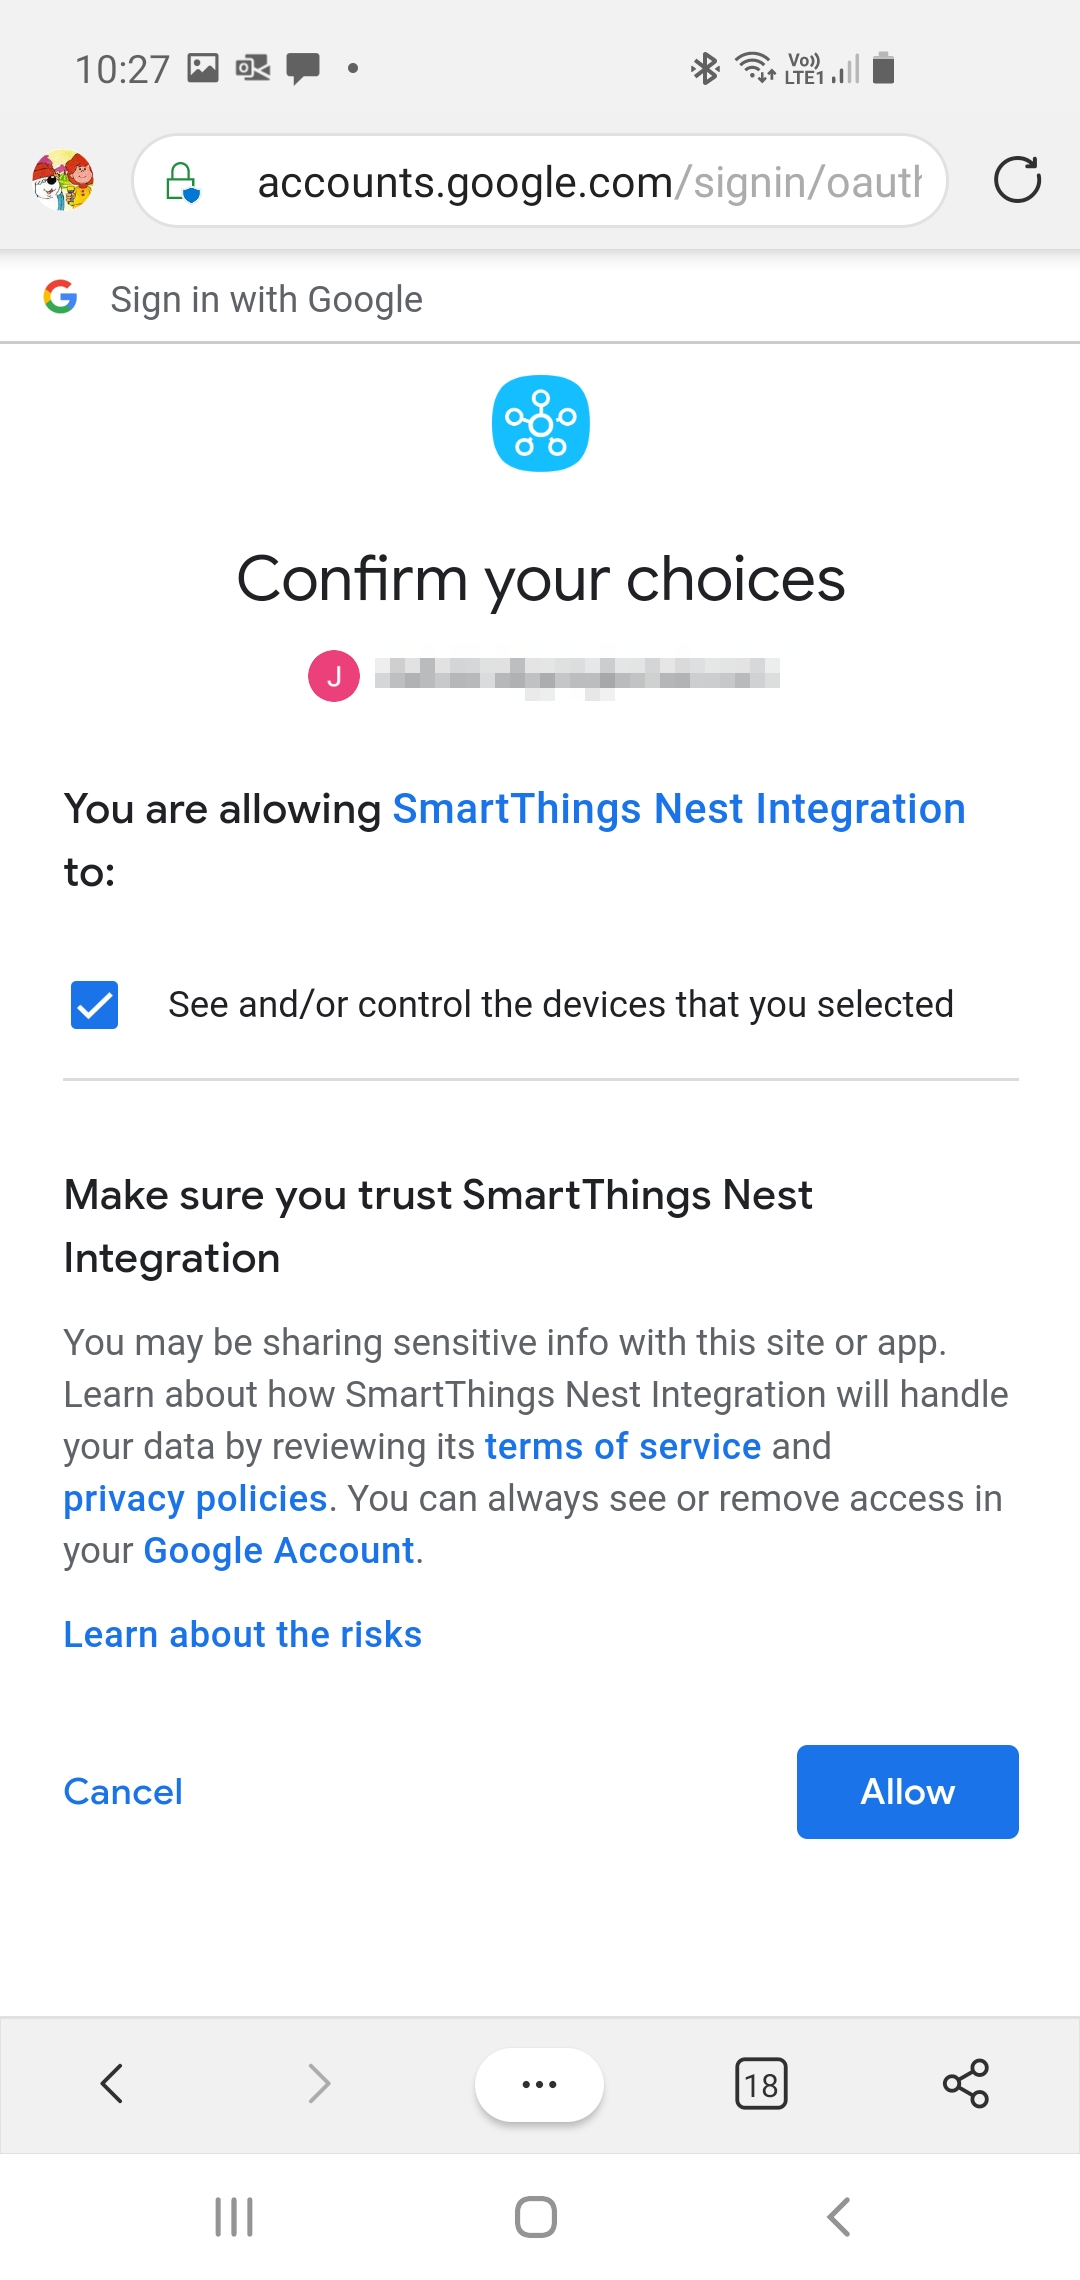 10:27
Vo))
LTE1
accounts.google.com/signin/oauth
Sign in with Google
Confirm your choices
J
You are allowing SmartThings Nest Integration
to:
See and/or control the devices that you selected
Make sure you trust SmartThings Nest
Integration
You may be sharing sensitive info with this site or app.
Learn about how SmartThings Nest Integration will handle
your data by reviewing its terms of service and
privacy policies. You can always see or remove access in
your Google Account.
Learn about the risks
Cancel
Allow
18